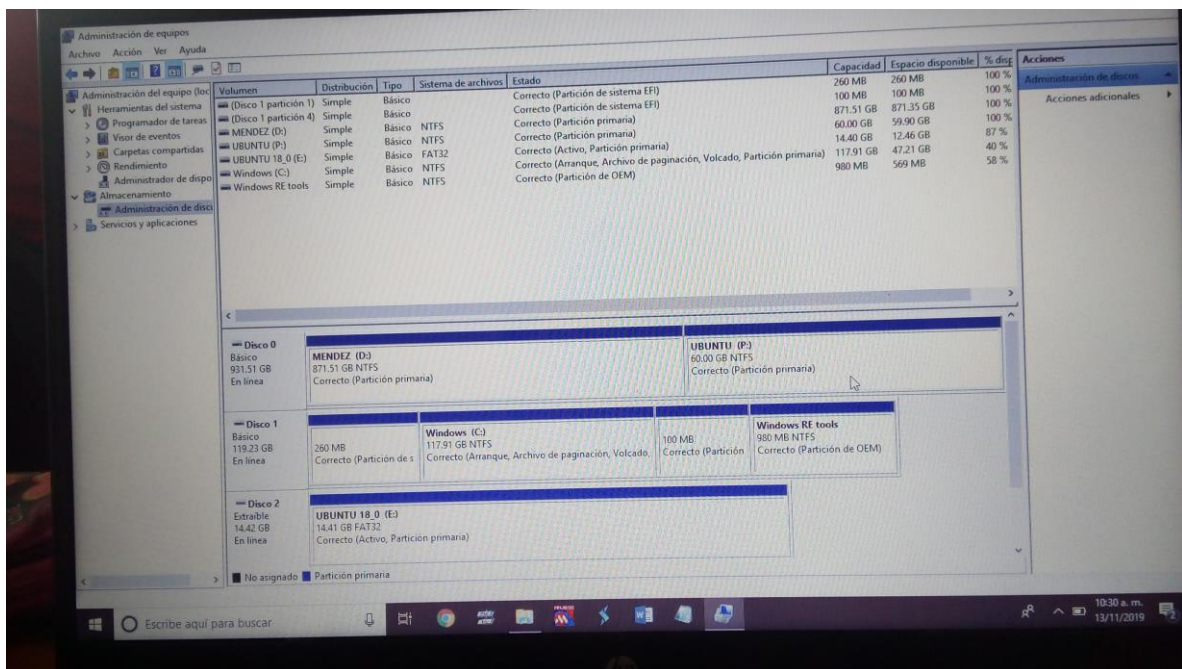 Administración de equipos
Archivo Acción Ver Ayuda
Administración del equipo (loc
Herramientas del sistema
Programador de tareas
Visor de eventos
Carpetas compartidas
Rendimiento
Administrador de dispo
Almacenamiento
Administración de disc
Servicios y aplicaciones
Volumen Distribución Tipo Sistema de archivos Estado Capacidad Espacio disponible % disp
(Disco 1 partición 1) Simple Básico Correcto (Partición de sistema EFI) 260 MB 260 MB 100 %
(Disco 1 partición 4) Simple Básico Correcto (Partición de sistema EFI) 100 MB 100 MB 100 %
MENDEZ (D:) Simple Básico NTFS Correcto (Partición primaria) 871.51 GB 871.35 GB 100 %
UBUNTU (P:) Simple Básico NTFS Correcto (Partición primaria) 60.00 GB 59.90 GB 100 %
UBUNTU 18_0 (E:) Simple Básico FAT32 Correcto (Activo, Partición primaria) 14.40 GB 12.46 GB 87 %
Windows (C:) Simple Básico NTFS Correcto (Arranque, Archivo de paginación, Volcado, Partición primaria) 117.91 GB 47.21 GB 40 %
Windows RE tools Simple Básico NTFS Correcto (Partición de OEM) 980 MB 569 MB 58 %
Acciones
Administración de discos
Acciones adicionales
Disco 0
Básico
931.51 GB
En línea
MENDEZ (D:)
871.51 GB NTFS
Correcto (Partición primaria)
UBUNTU (P:)
60.00 GB NTFS
Correcto (Partición primaria)
Disco 1
Básico
119.23 GB
En línea
260 MB
Correcto (Partición de s
Windows (C:)
117.91 GB NTFS
Correcto (Arranque, Archivo de paginación, Volcado,
100 MB
Correcto (Partición
Windows RE tools
980 MB NTFS
Correcto (Partición de OEM)
Disco 2
Extraíble
14.42 GB
En línea
UBUNTU 18_0 (E:)
14.41 GB FAT32
Correcto (Activo, Partición primaria)
No asignado Partición primaria
Escribe aquí para buscar
10:30 a. m.
13/11/2019